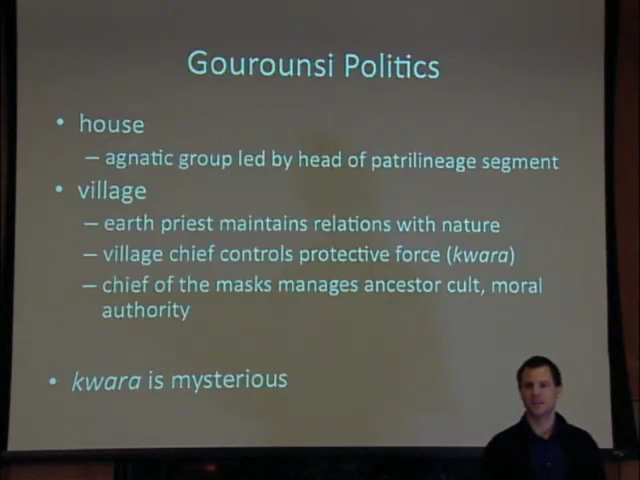 Gourounsi Politics
• house
– agnatic group led by head of patrilineage segment
• village
– earth priest maintains relations with nature
– village chief controls protective force (kwara)
– chief of the masks manages ancestor cult, moral
authority
• kwara is mysterious